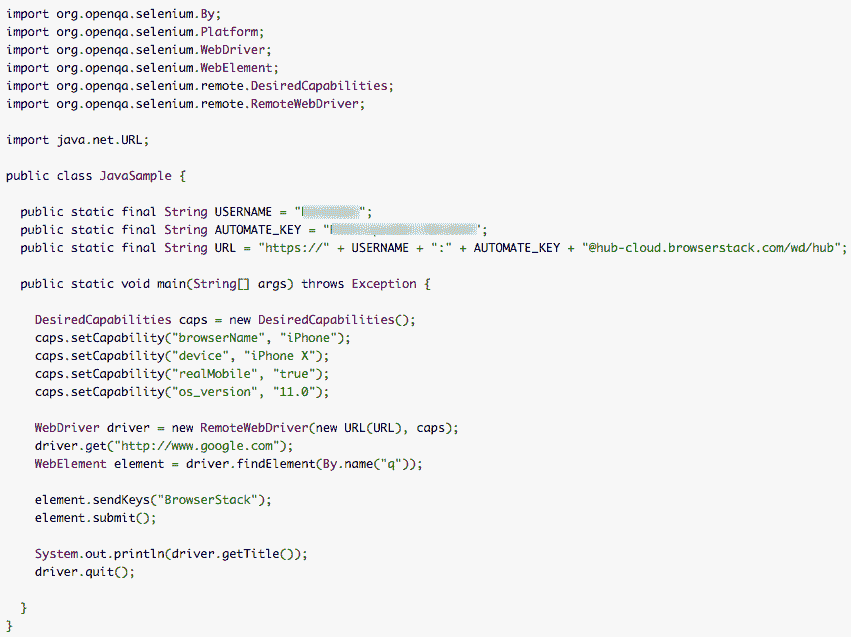 import org.openqa.selenium.By;
import org.openqa.selenium.Platform;
import org.openqa.selenium.WebDriver;
import org.openqa.selenium.WebElement;
import org.openqa.selenium.remote.DesiredCapabilities;
import org.openqa.selenium.remote.RemoteWebDriver;
import java.net.URL;
public class JavaSample {
public static final String USERNAME = "";
public static final String AUTOMATE_KEY = "";
public static final String URL = "https://" + USERNAME + ":" + AUTOMATE_KEY + "@hub-cloud.browserstack.com/wd/hub";
public static void main(String[] args) throws Exception {
DesiredCapabilities caps = new DesiredCapabilities();
caps.setCapability("browserName", "iPhone");
caps.setCapability("device", "iPhone X");
caps.setCapability("realMobile", "true");
caps.setCapability("os_version", "11.0");
WebDriver driver = new RemoteWebDriver(new URL(URL), caps);
driver.get("http://www.google.com");
WebElement element = driver.findElement(By.name("q"));
element.sendKeys("BrowserStack");
element.submit();
System.out.println(driver.getTitle());
driver.quit();
}
}